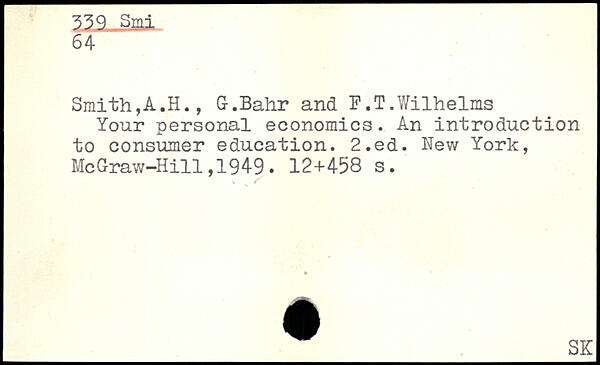 339 Smi
64
Smith,A.H., G.Bahr and F.T.Wilhelms
Your personal economics. An introduction
to consumer education. 2.ed. New York,
McGraw-Hill,1949. 12+458 s.
SK